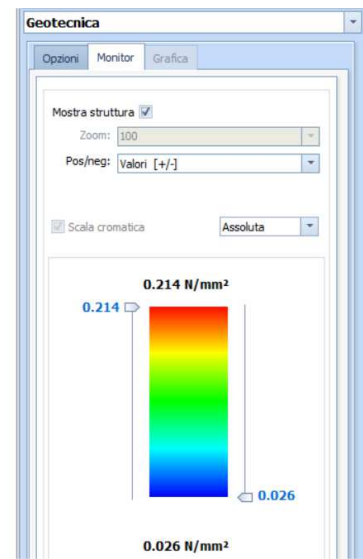 Geotecnica
Opzioni Monitor Grafica
Mostra struttura
Zoom: 100
Pos/neg: Valori [+/-]
Scala cromatica Assoluta
0.214 N/mm²
0.214
0.026
0.026 N/mm²